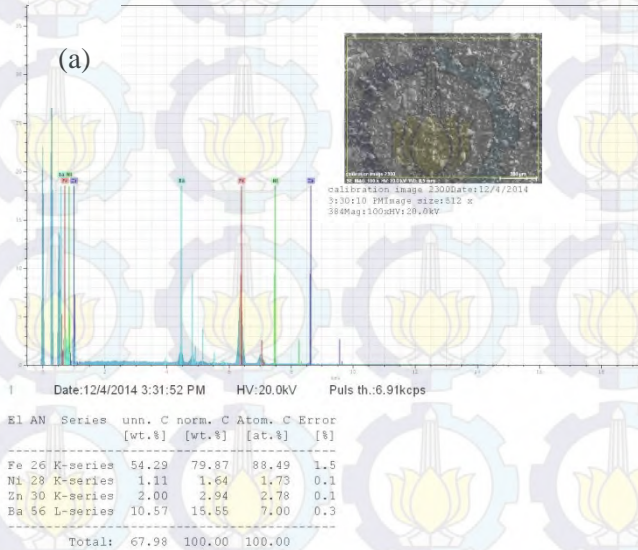 (a)
calibration image 2300Date:12/4/2014
3:30:10 PMImage size:512 x
384Mag:100xHV:20.0kV
1 Date:12/4/2014 3:31:52 PM HV:20.0kV Puls th.:6.91kcps
El AN Series unn. C norm. C Atom. C Error
[wt.%] [wt.%] [at.%] [%]
Fe 26 K-series 54.29 79.87 88.49 1.5
Ni 28 K-series 1.11 1.64 1.73 0.1
Zn 30 K-series 2.00 2.94 2.78 0.1
Ba 56 L-series 10.57 15.55 7.00 0.3
Total: 67.98 100.00 100.00